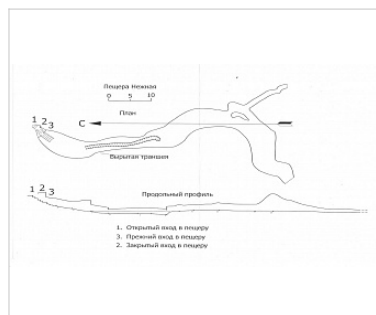 Пещера Нежная
0 5 10
План
1 2 3
С
Вырытая траншея
1 2 3
Продольный профиль
1. Открытый вход в пещеру
3. Прежний вход в пещеру
2. Закрытый вход в пещеру